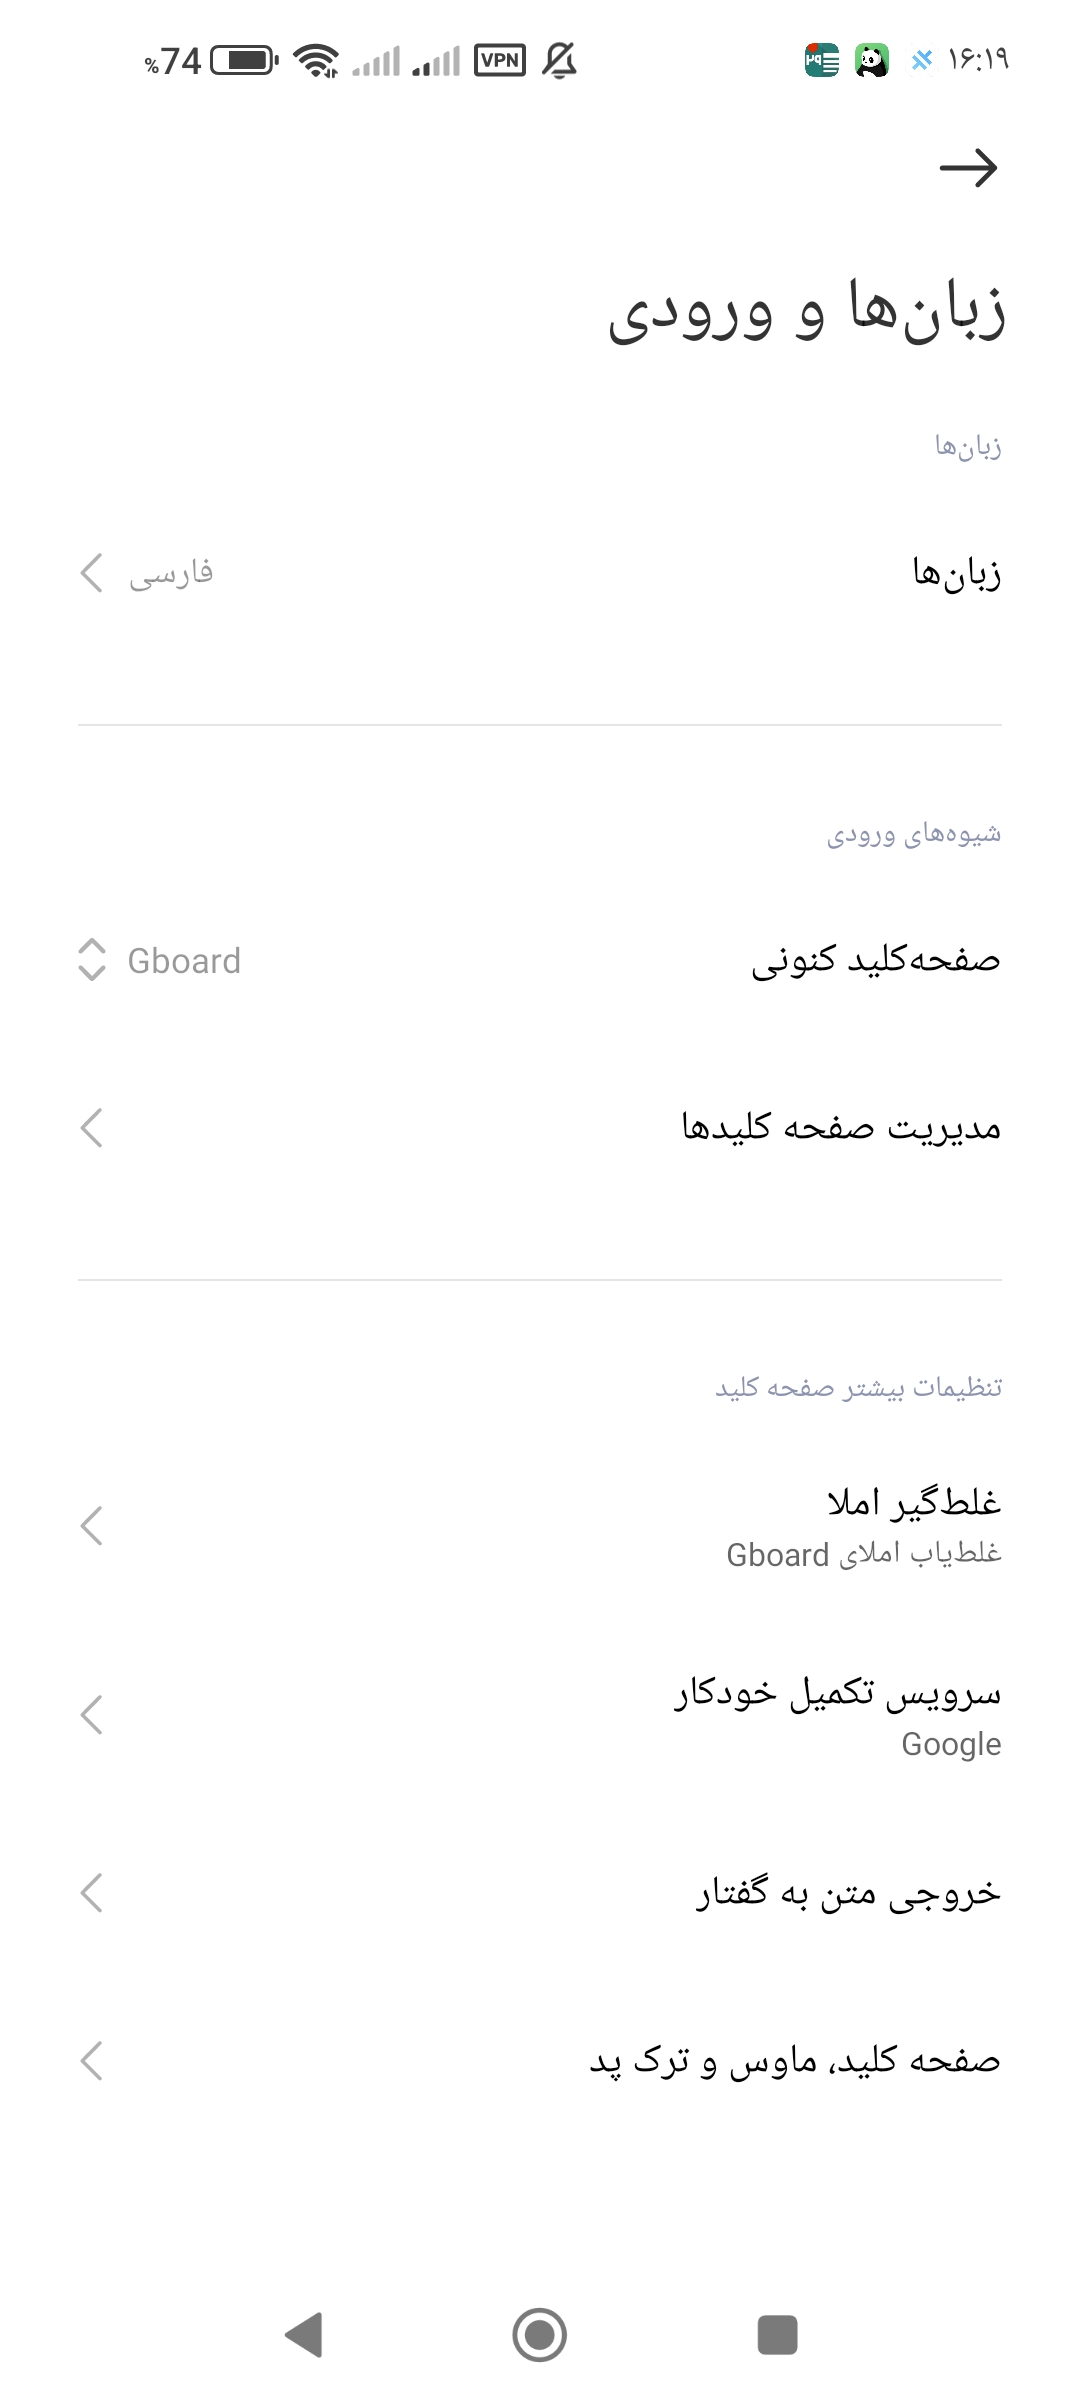 %74 VPN ۲۹ ۱۶:۱۹
زبان‌ها و ورودی
زبان‌ها
زبان‌ها فارسی
شیوه‌های ورودی
صفحه‌کلید کنونی Gboard
مدیریت صفحه کلیدها
تنظیمات بیشتر صفحه کلید
غلط‌گیر املا
غلط‌یاب املای Gboard
سرویس تکمیل خودکار
Google
خروجی متن به گفتار
صفحه کلید، ماوس و ترک پد